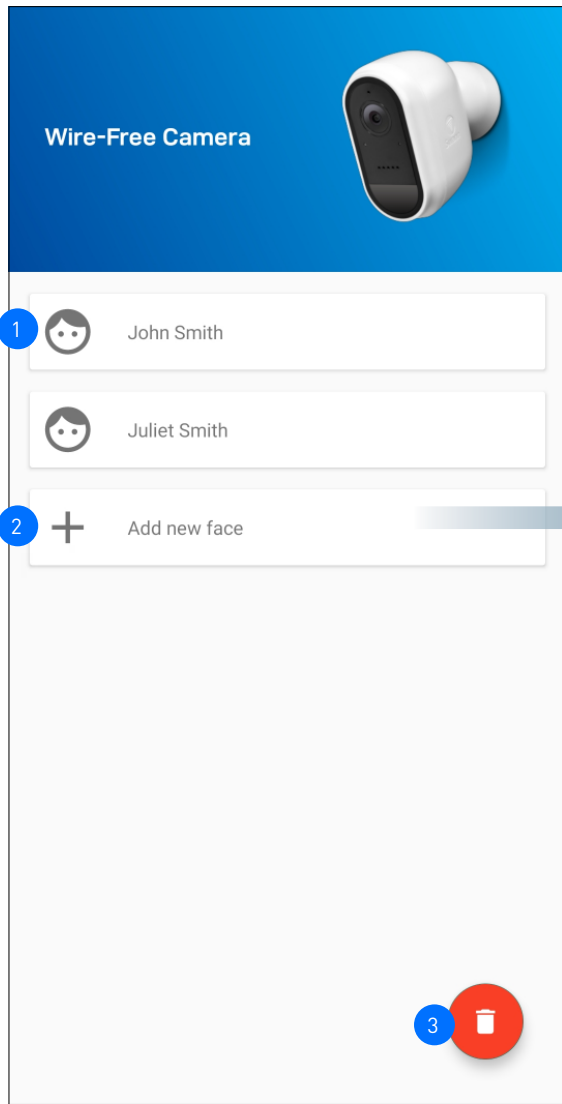 Wire-Free Camera
1
John Smith
Juliet Smith
2
Add new face
3